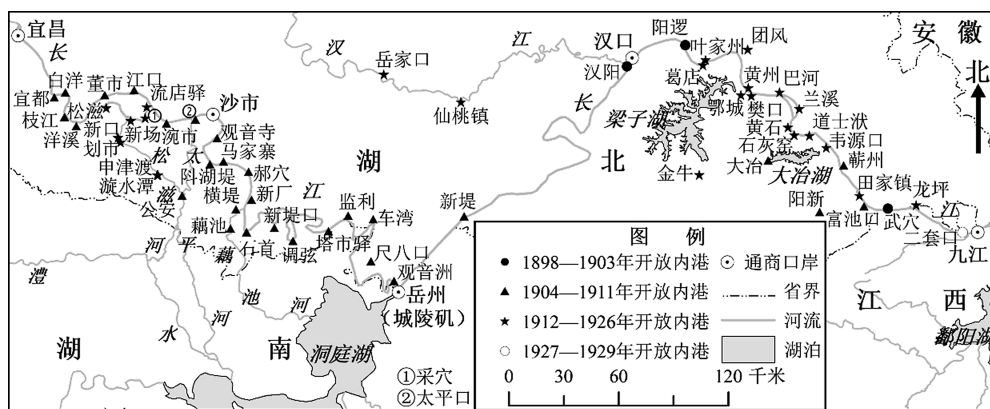 宜昌
长
汉
岳家口
江
汉口
汉阳
阳逻
叶家州
团风
安徽
北
白洋
董市
江口
流店驿
沙市
仙桃镇
长
葛店
黄州
巴河
宜都
松滋
①
②
枝江
新口
新场
涴市
观音寺
梁子湖
鄂城
樊口
兰溪
洋溪
划市
松
太
马家寨
湖
北
黄石
道士洑
申津渡
㴩水潭
斗湖堤
郝穴
石灰窑
韦源口
滋
横堤
新厂
江
金牛
大冶
大冶湖
蕲州
公安
藕池
新堤口
监利
车湾
新堤
田家镇
龙坪
江
河
平
藕
石首
调弦
塔市驿
尺八口
阳新
富池口
武穴
二套口
九江
澧
池
河
观音洲
岳州
(城陵矶)
水
河
湖
南
洞庭湖
江西
鄱阳湖
①采穴
②太平口
图例
1898—1903年开放内港
通商口岸
1904—1911年开放内港
省界
1912—1926年开放内港
河流
1927—1929年开放内港
湖泊
0 30 60 120 千米